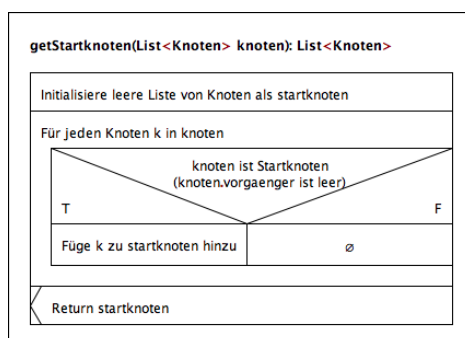 getStartknoten(List<Knoten> knoten): List<Knoten>
Initialisiere leere Liste von Knoten als startknoten
Für jeden Knoten k in knoten
knoten ist Startknoten
(knoten.vorgaenger ist leer)
T F
Füge k zu startknoten hinzu ∅
Return startknoten